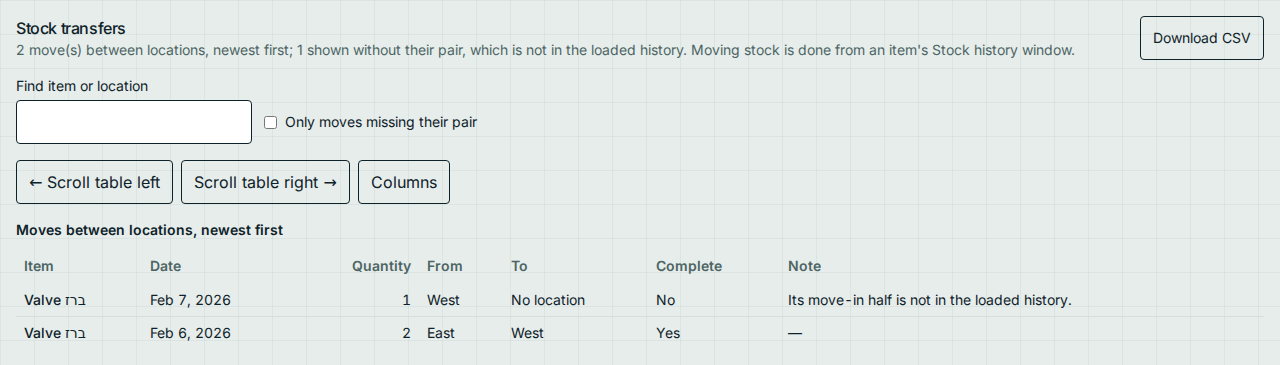 Stock transfers
2 move(s) between locations, newest first; 1 shown without their pair, which is not in the loaded history. Moving stock is done from an item's Stock history window.
Download CSV
Find item or location
Only moves missing their pair
← Scroll table left
Scroll table right →
Columns
Moves between locations, newest first
Item Date Quantity From To Complete Note
Valve ברז Feb 7, 2026 1 West No location No Its move-in half is not in the loaded history.
Valve ברז Feb 6, 2026 2 East West Yes —